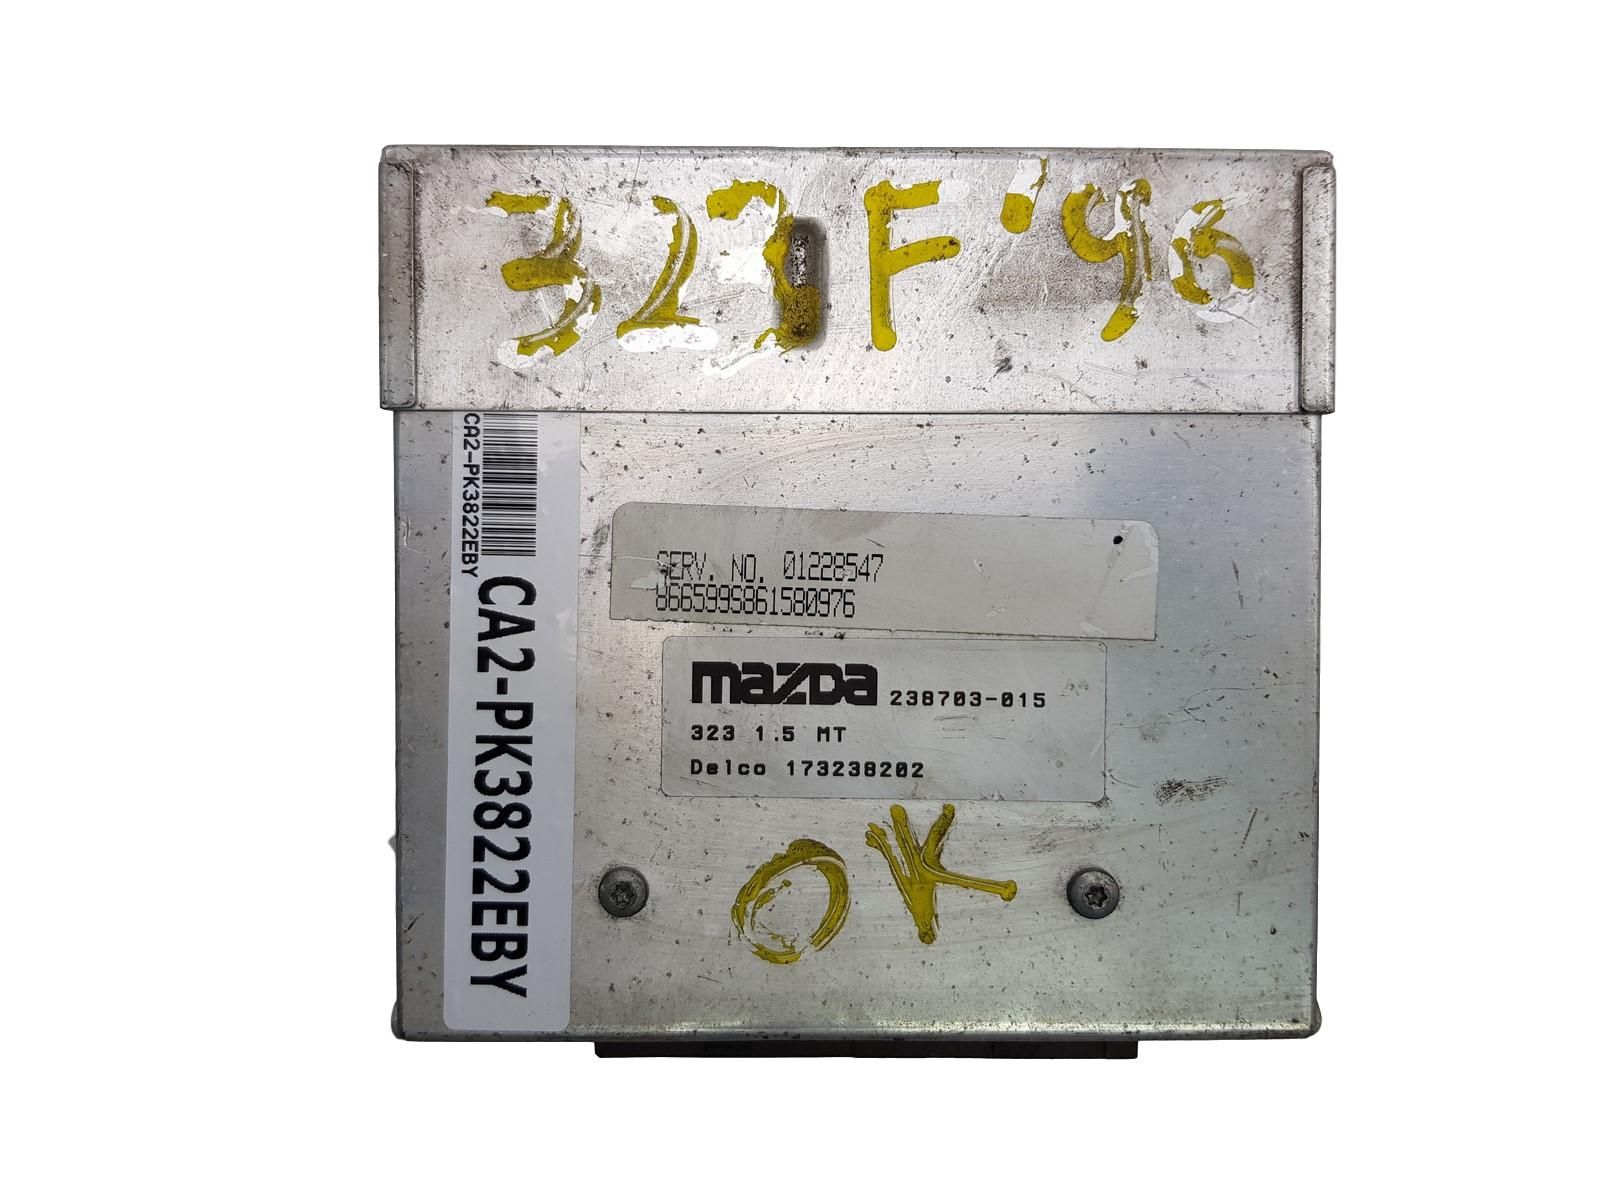 323F '96
CA2-PK3822EBY
CA2-PK3822EBY
SERV. NO. 01228547
866599S861580976
mazda 238703-015
323 1.5 MT
Delco 173238202
OK